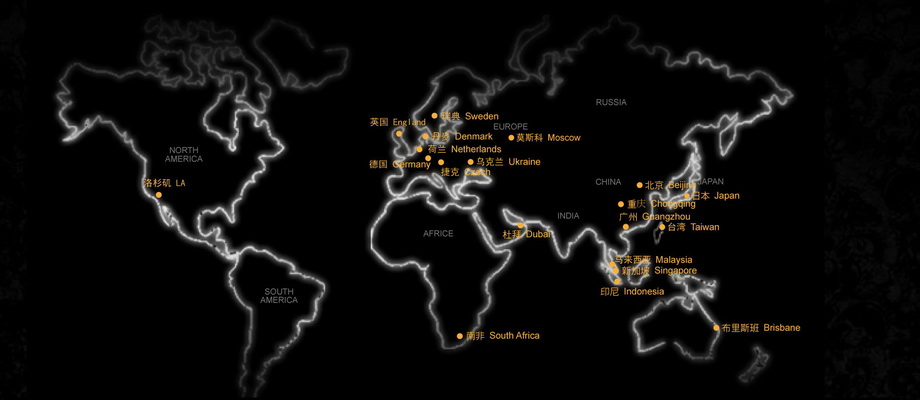 RUSSIA
瑞典 Sweden
英国 England
EUROPE
丹麦 Denmark
莫斯科 Moscow
荷兰 Netherlands
NORTH
AMERICA
德国 Germany
乌克兰 Ukraine
捷克 Czech
洛杉矶 LA
CHINA
北京 Beijing
JAPAN
日本 Japan
重庆 Chongqing
INDIA
广州 Guangzhou
台湾 Taiwan
AFRICE
杜拜 Dubai
马来西亚 Malaysia
新加坡 Singapore
印尼 Indonesia
SOUTH
AMERICA
布里斯班 Brisbane
南非 South Africa